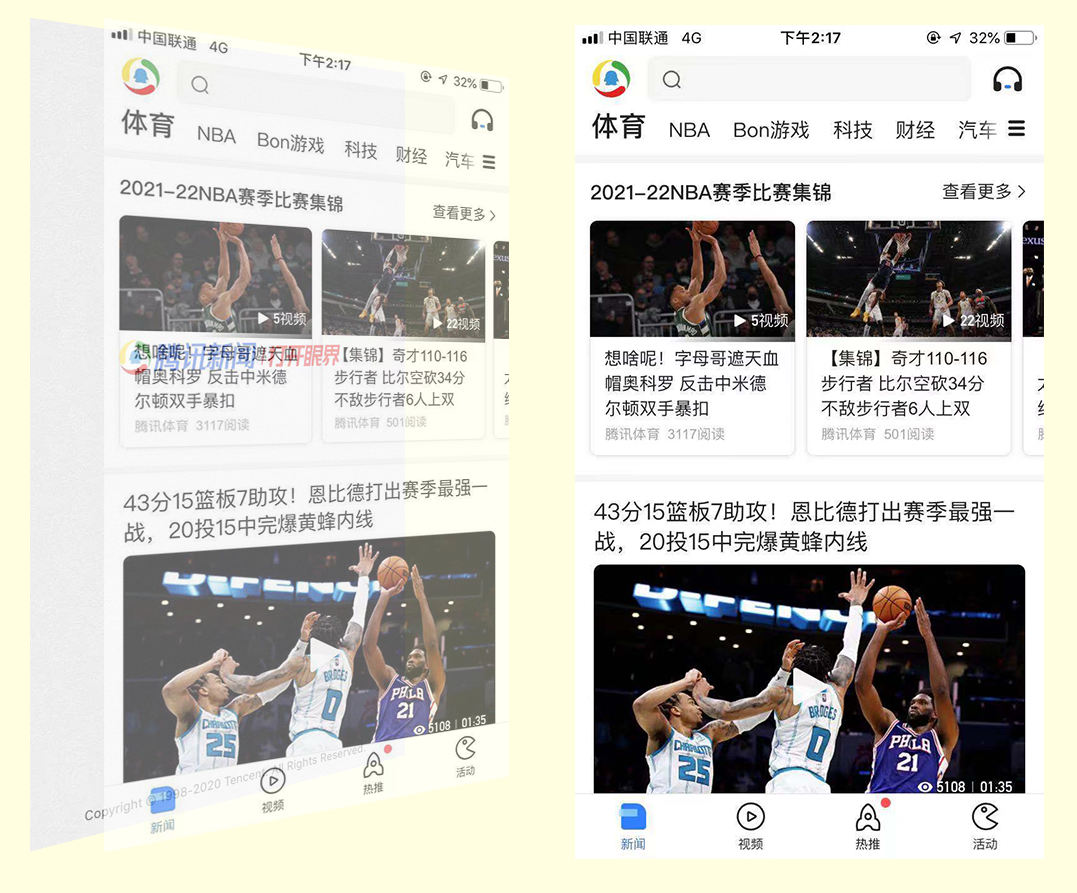 中国联通 4G
下午2:17
32%
体育 NBA Bon游戏 科技 财经 汽车
2021-22NBA赛季比赛集锦
查看更多
5视频
22视频
腾讯新闻·打开眼界
想啥呢！字母哥遮天血
帽奥科罗 反击中米德
尔顿双手暴扣
腾讯体育 3117阅读
【集锦】奇才110-116
步行者 比尔空砍34分
不敌步行者6人上双
腾讯体育 501阅读
43分15篮板7助攻！恩比德打出赛季最强一
战，20投15中完爆黄蜂内线
CHARLOTTE
25
BRIDGES
0
PHILA
21
5108 01:35
Copyright © 1998-2020 Tencent. All Rights Reserved.
新闻
视频
热推
活动
中国联通 4G
下午2:17
32%
体育 NBA Bon游戏 科技 财经 汽车
2021-22NBA赛季比赛集锦
查看更多
5视频
22视频
想啥呢！字母哥遮天血
帽奥科罗 反击中米德
尔顿双手暴扣
腾讯体育 3117阅读
【集锦】奇才110-116
步行者 比尔空砍34分
不敌步行者6人上双
腾讯体育 501阅读
43分15篮板7助攻！恩比德打出赛季最强一
战，20投15中完爆黄蜂内线
CHARLOTTE
25
BRIDGES
0
PHILA
21
5108 01:35
新闻
视频
热推
活动